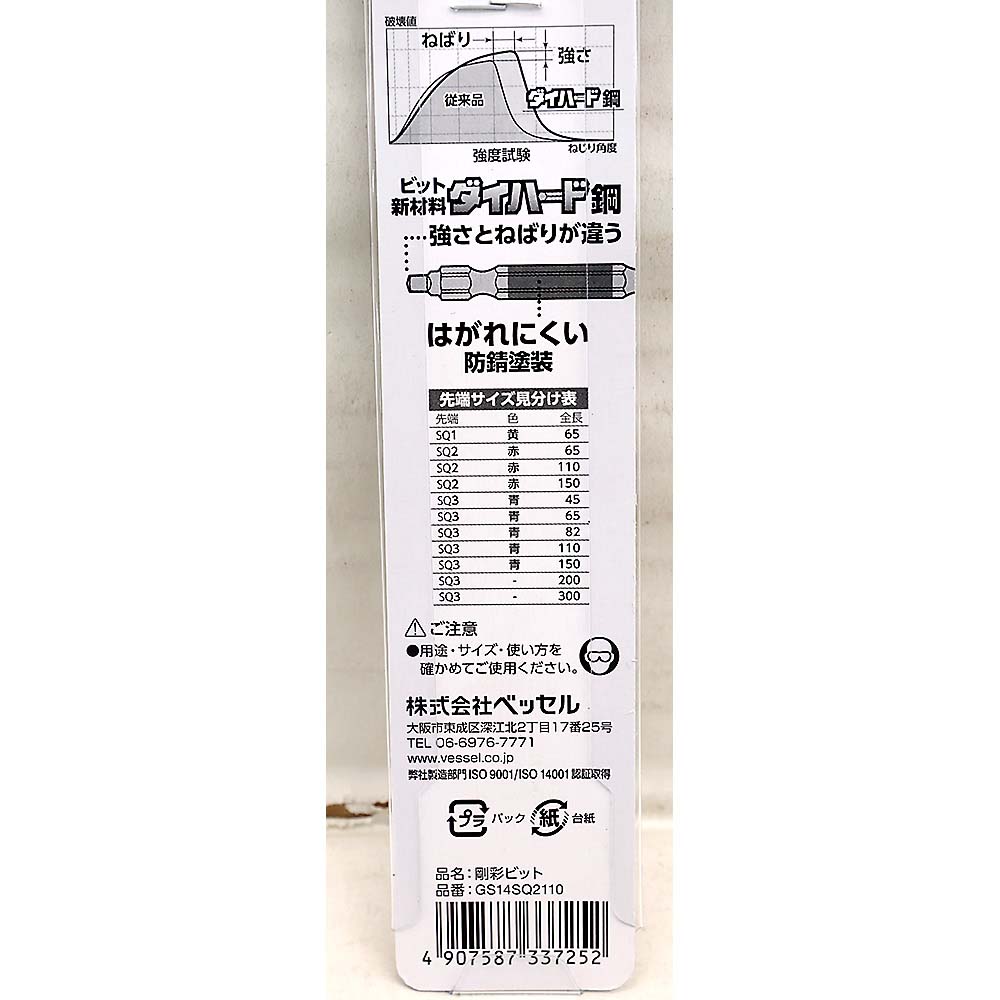 破壊値
ねばり
強さ
従来品
ダイハード鋼
強度試験
ねじり角度
ビット
新材料 ダイハード鋼
強さとねばりが違う
はがれにくい
防錆塗装
先端サイズ見分け表
先端 色 全長
SQ1 黄 65
SQ2 赤 65
SQ2 赤 110
SQ2 赤 150
SQ3 青 45
SQ3 青 65
SQ3 青 82
SQ3 青 110
SQ3 青 150
SQ3 - 200
SQ3 - 300
⚠ご注意
●用途・サイズ・使い方を
確かめてご使用ください。
株式会社ベッセル
大阪市東成区深江北2丁目17番25号
TEL 06-6976-7771
www.vessel.co.jp
弊社製造部門 ISO 9001/ISO 14001 認証取得
プラ パック 紙 台紙
品名：剛彩ビット
品番：GS14SQ2110
4 907587 337252